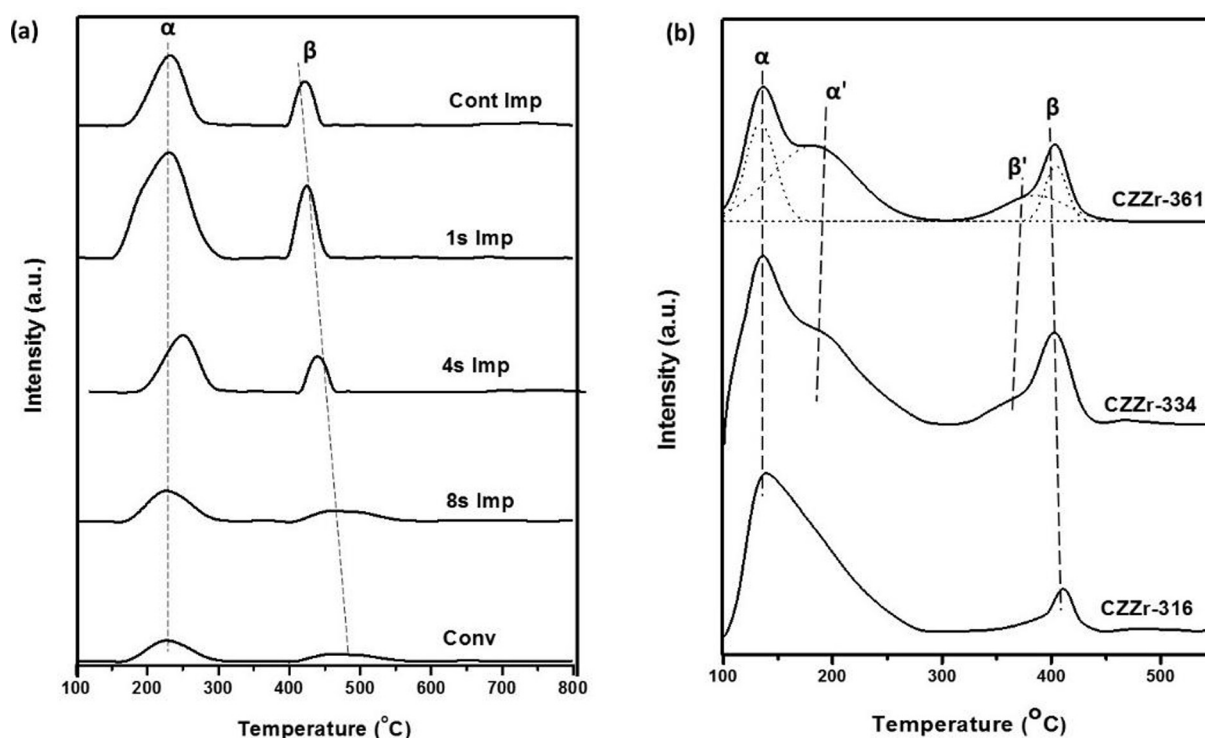 (a)
α
β
Cont Imp
1s Imp
4s Imp
8s Imp
Conv
100 200 300 400 500 600 700 800
Temperature (°C)
Intensity (a.u.)
(b)
α
α'
β'
β
CZZr-361
CZZr-334
CZZr-316
100 200 300 400 500
Temperature (°C)
Intensity (a.u.)